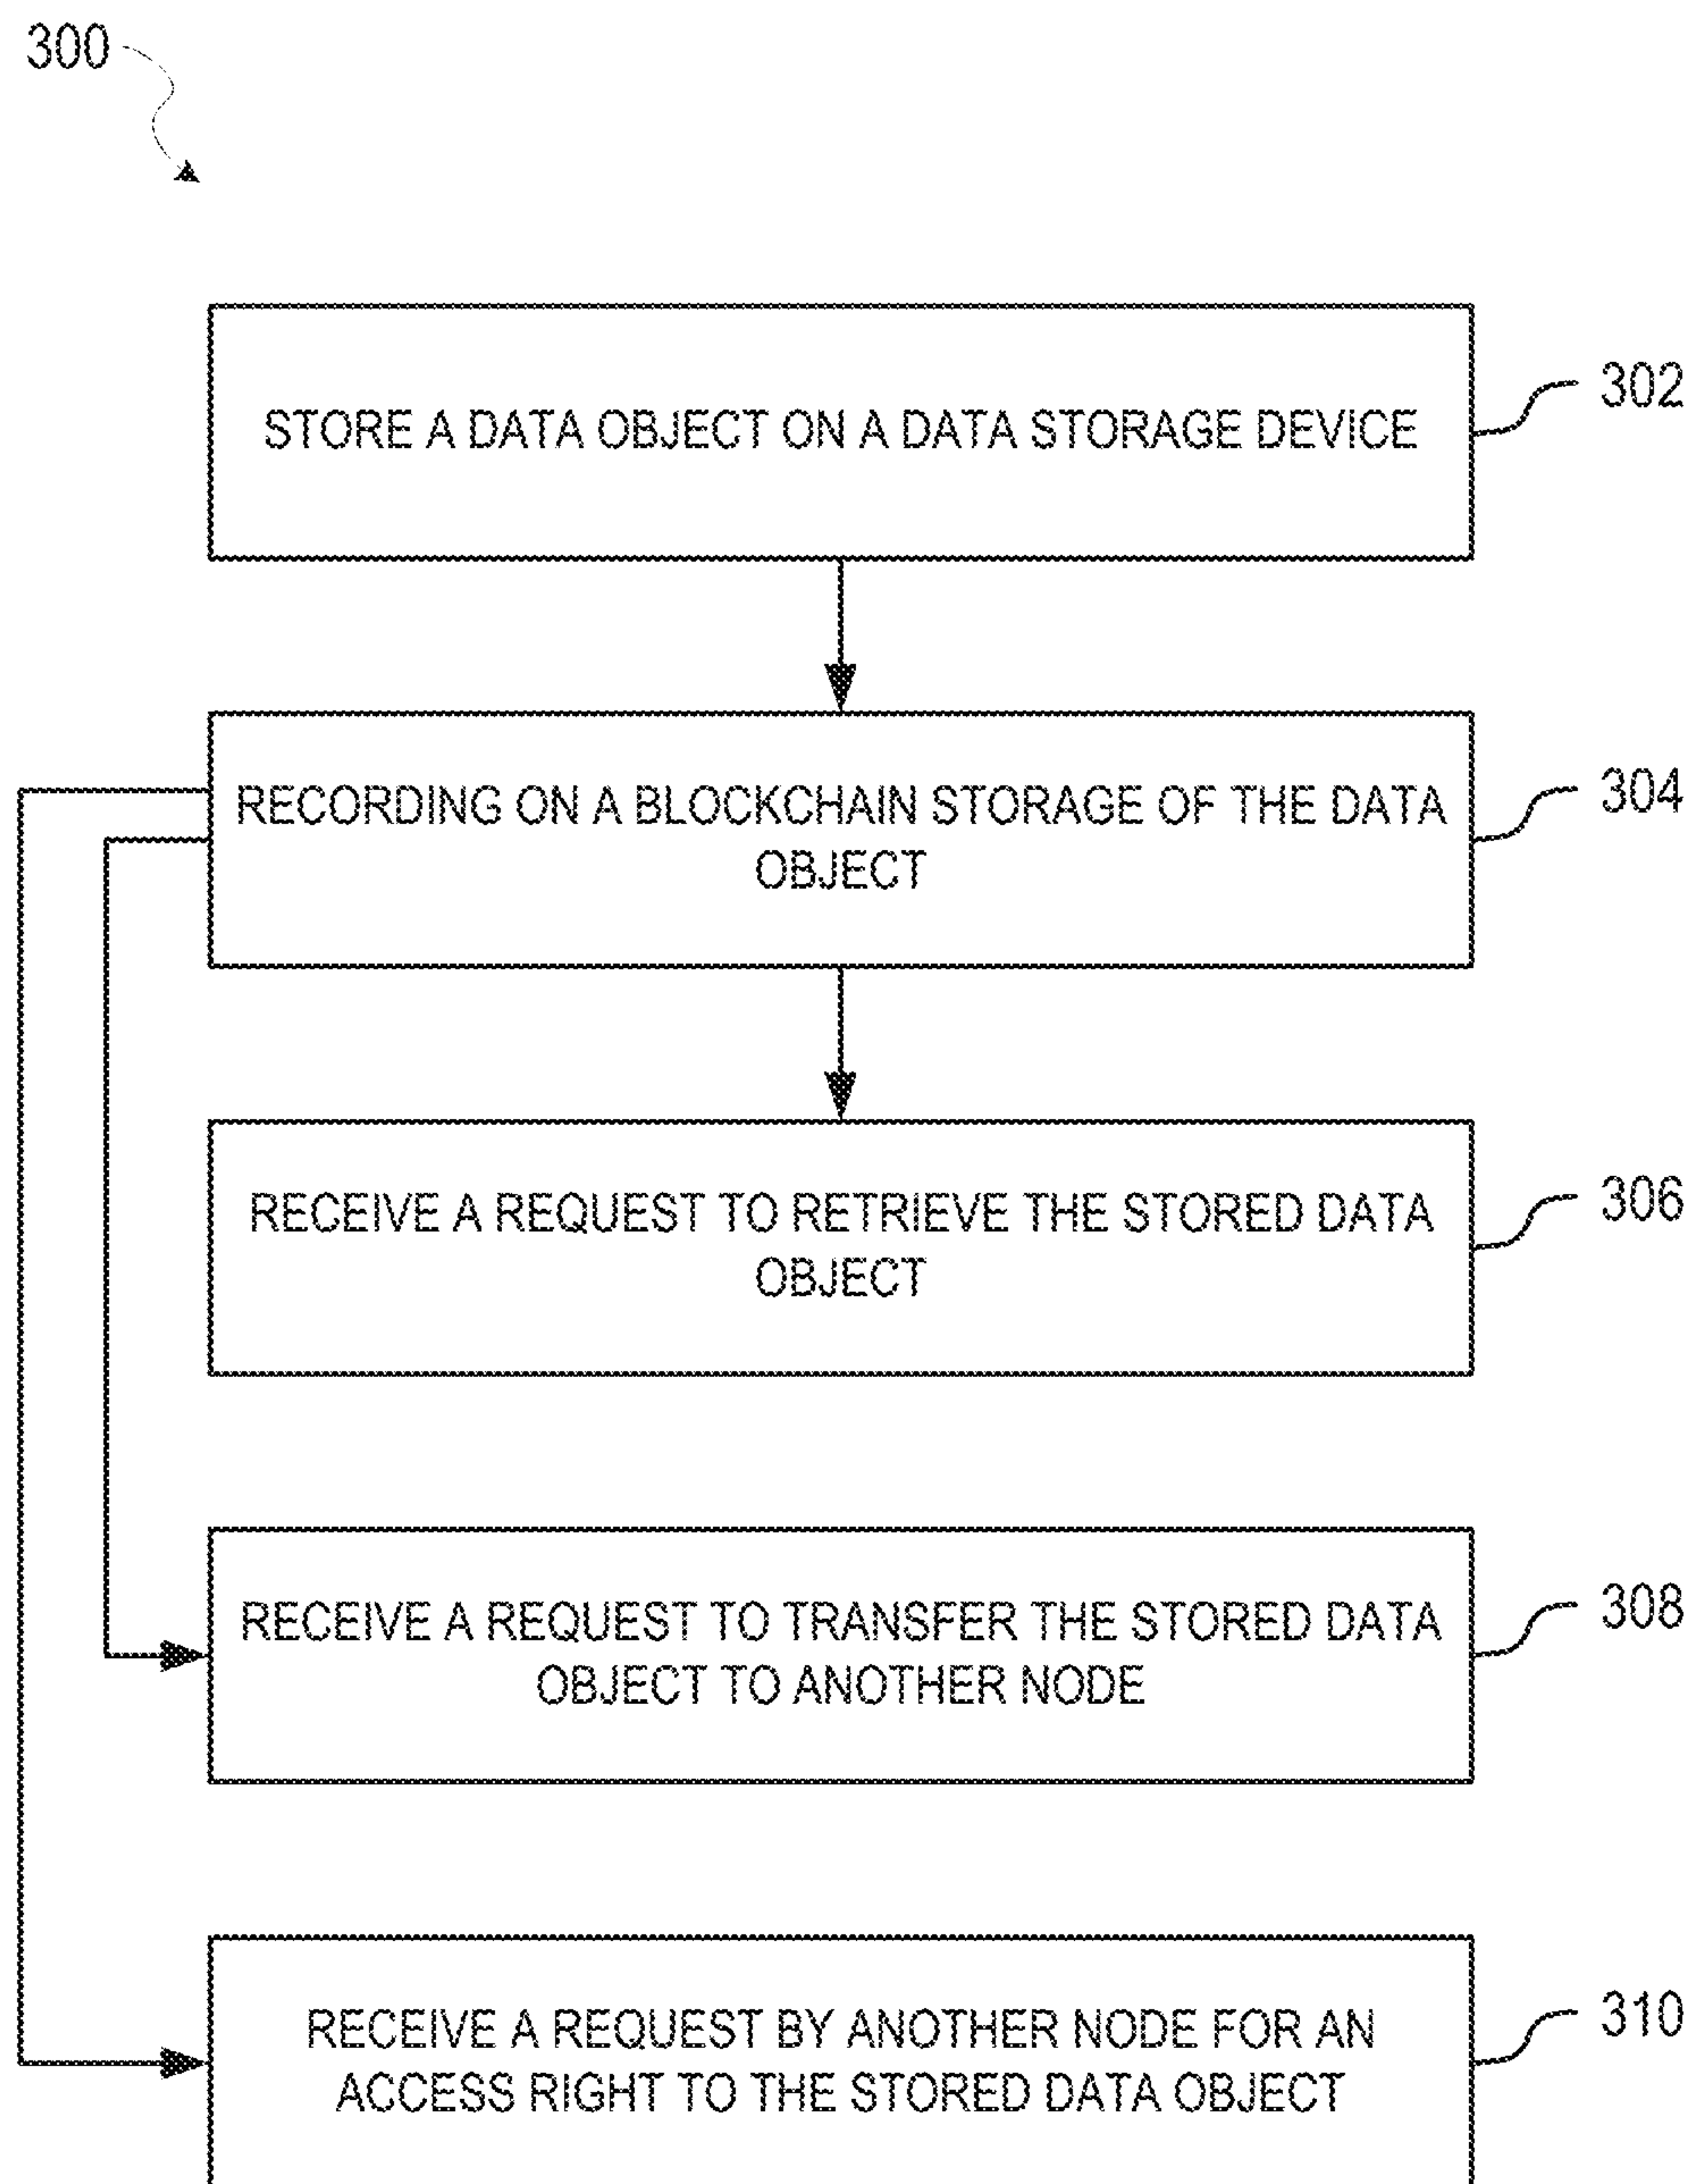 300
STORE A DATA OBJECT ON A DATA STORAGE DEVICE
302
RECORDING ON A BLOCKCHAIN STORAGE OF THE DATA
OBJECT
304
RECEIVE A REQUEST TO RETRIEVE THE STORED DATA
OBJECT
306
RECEIVE A REQUEST TO TRANSFER THE STORED DATA
OBJECT TO ANOTHER NODE
308
RECEIVE A REQUEST BY ANOTHER NODE FOR AN
ACCESS RIGHT TO THE STORED DATA OBJECT
310